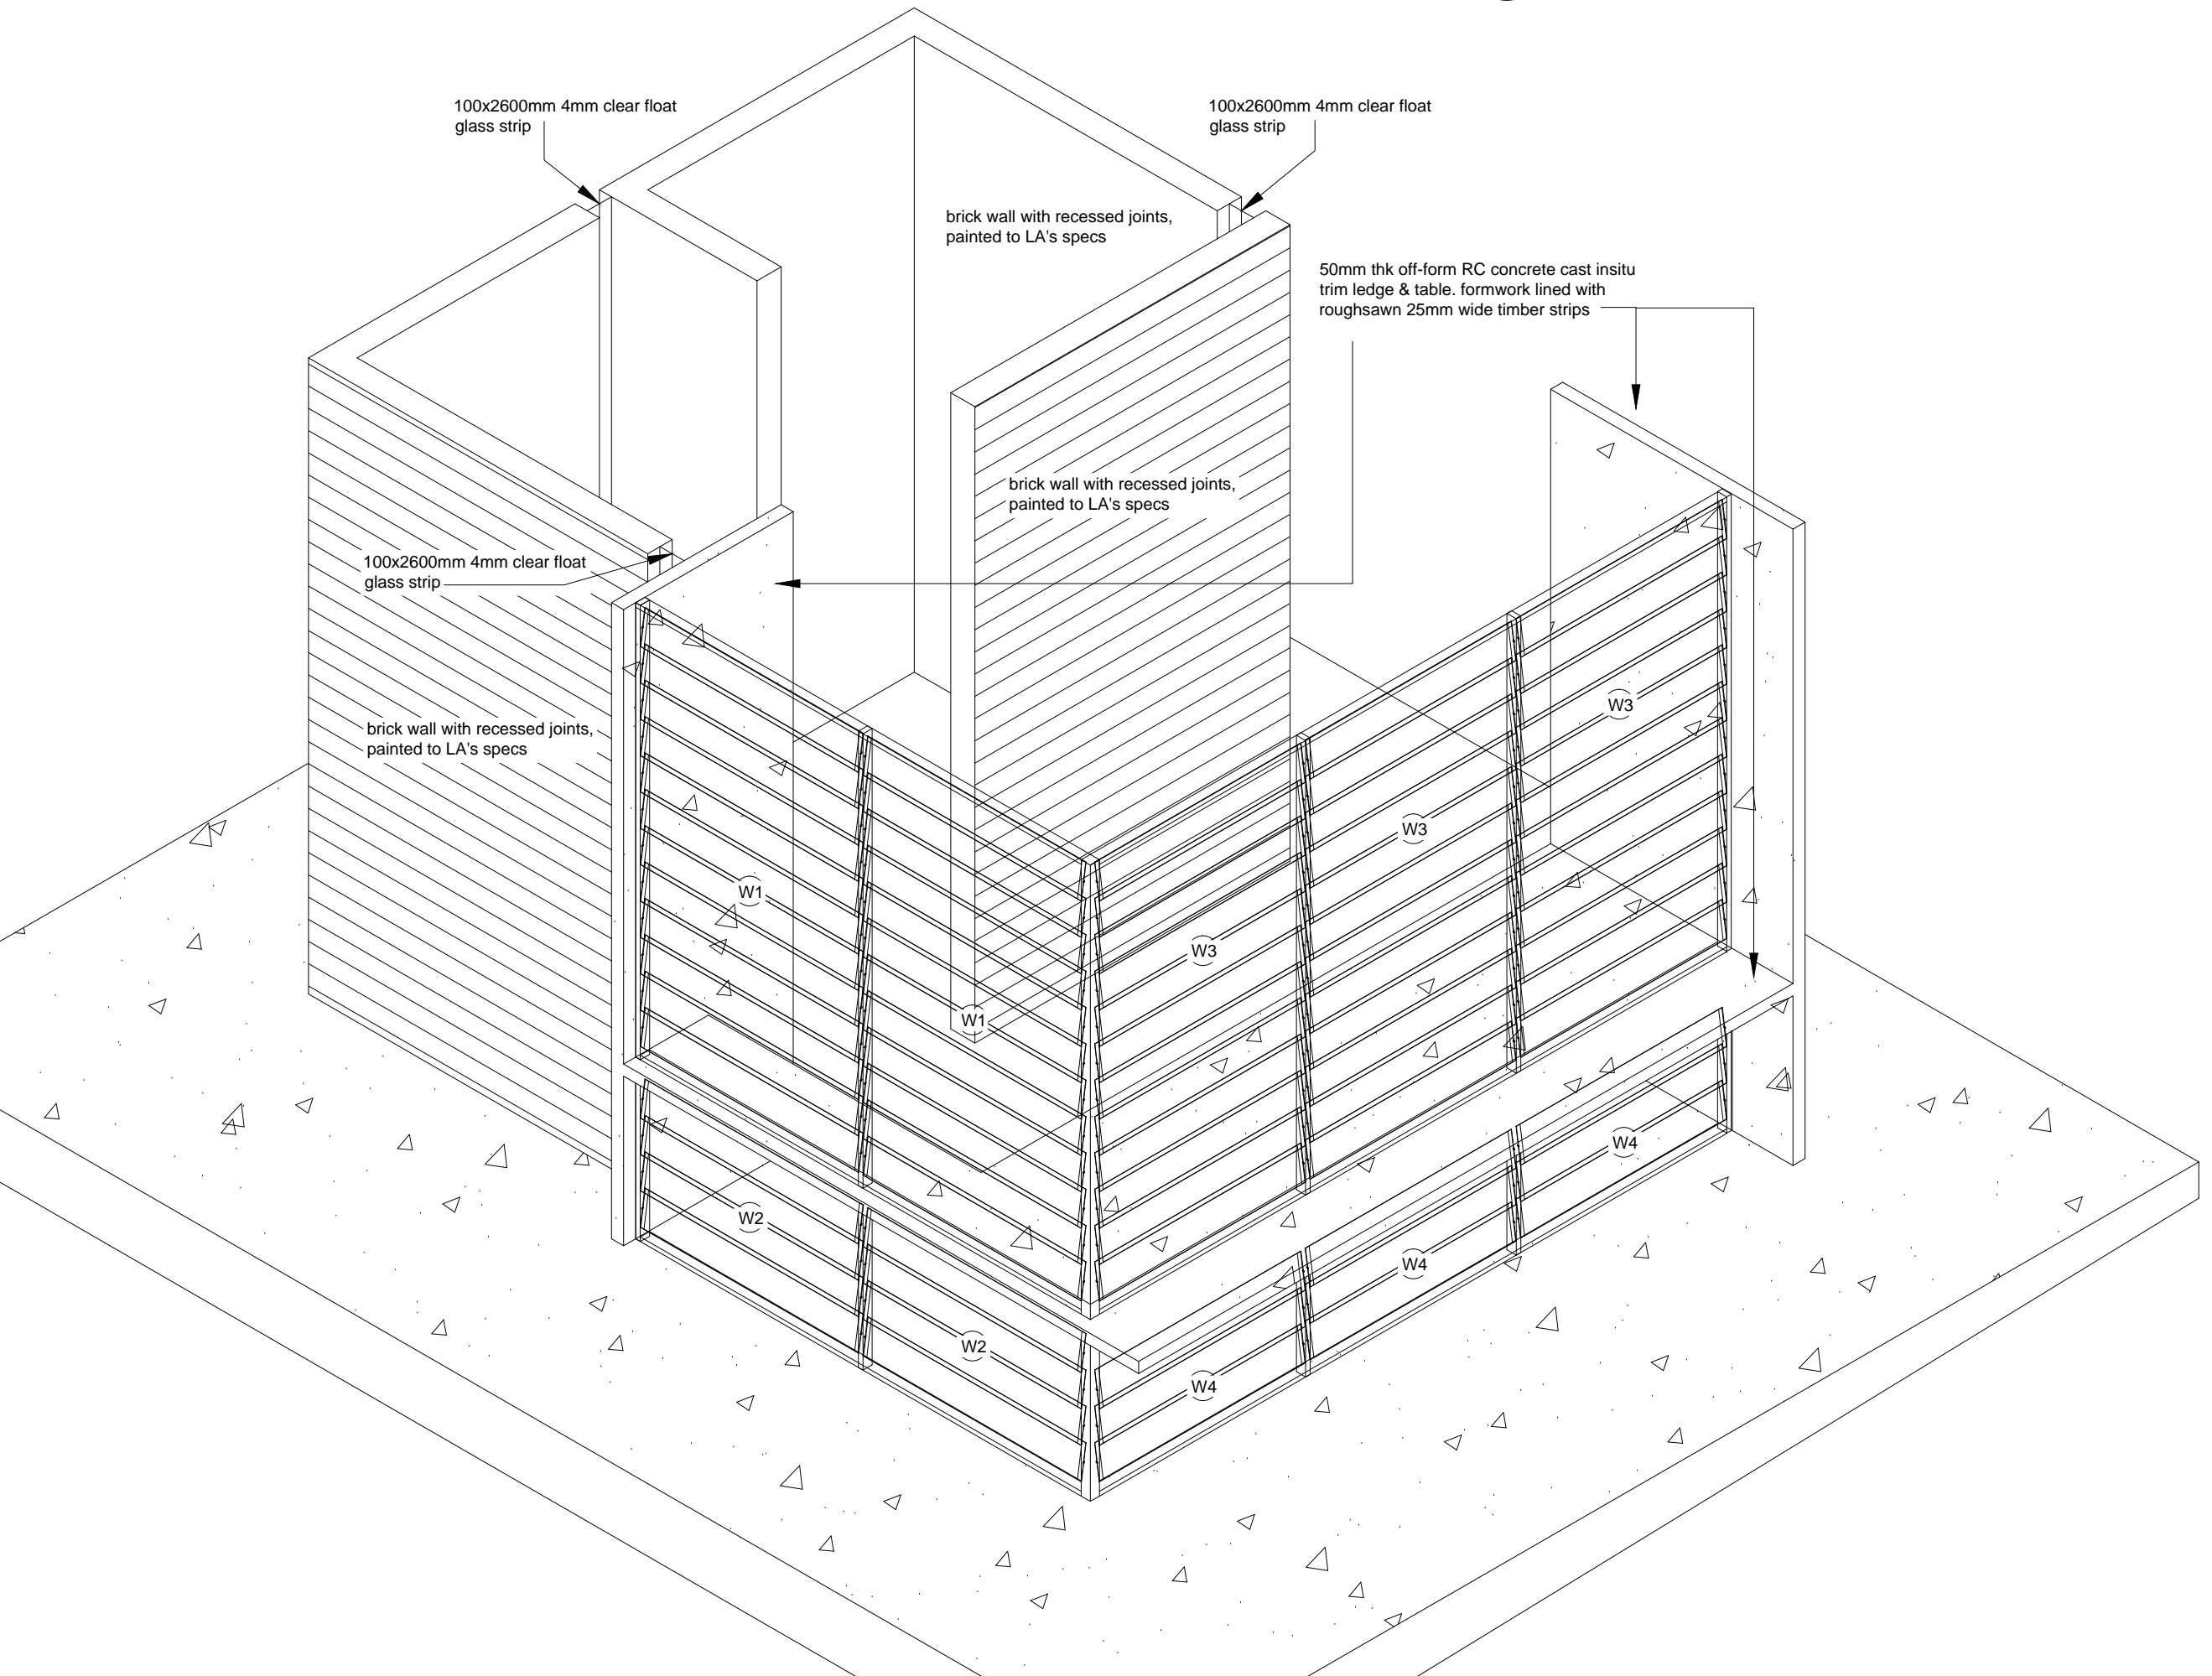 100x2600mm 4mm clear float
glass strip
100x2600mm 4mm clear float
glass strip
brick wall with recessed joints,
painted to LA's specs
50mm thk off-form RC concrete cast insitu
trim ledge & table. formwork lined with
roughsawn 25mm wide timber strips
brick wall with recessed joints,
painted to LA's specs
100x2600mm 4mm clear float
glass strip
brick wall with recessed joints,
painted to LA's specs
W3
W3
W1
W3
W1
W4
W2
W4
W2
W4